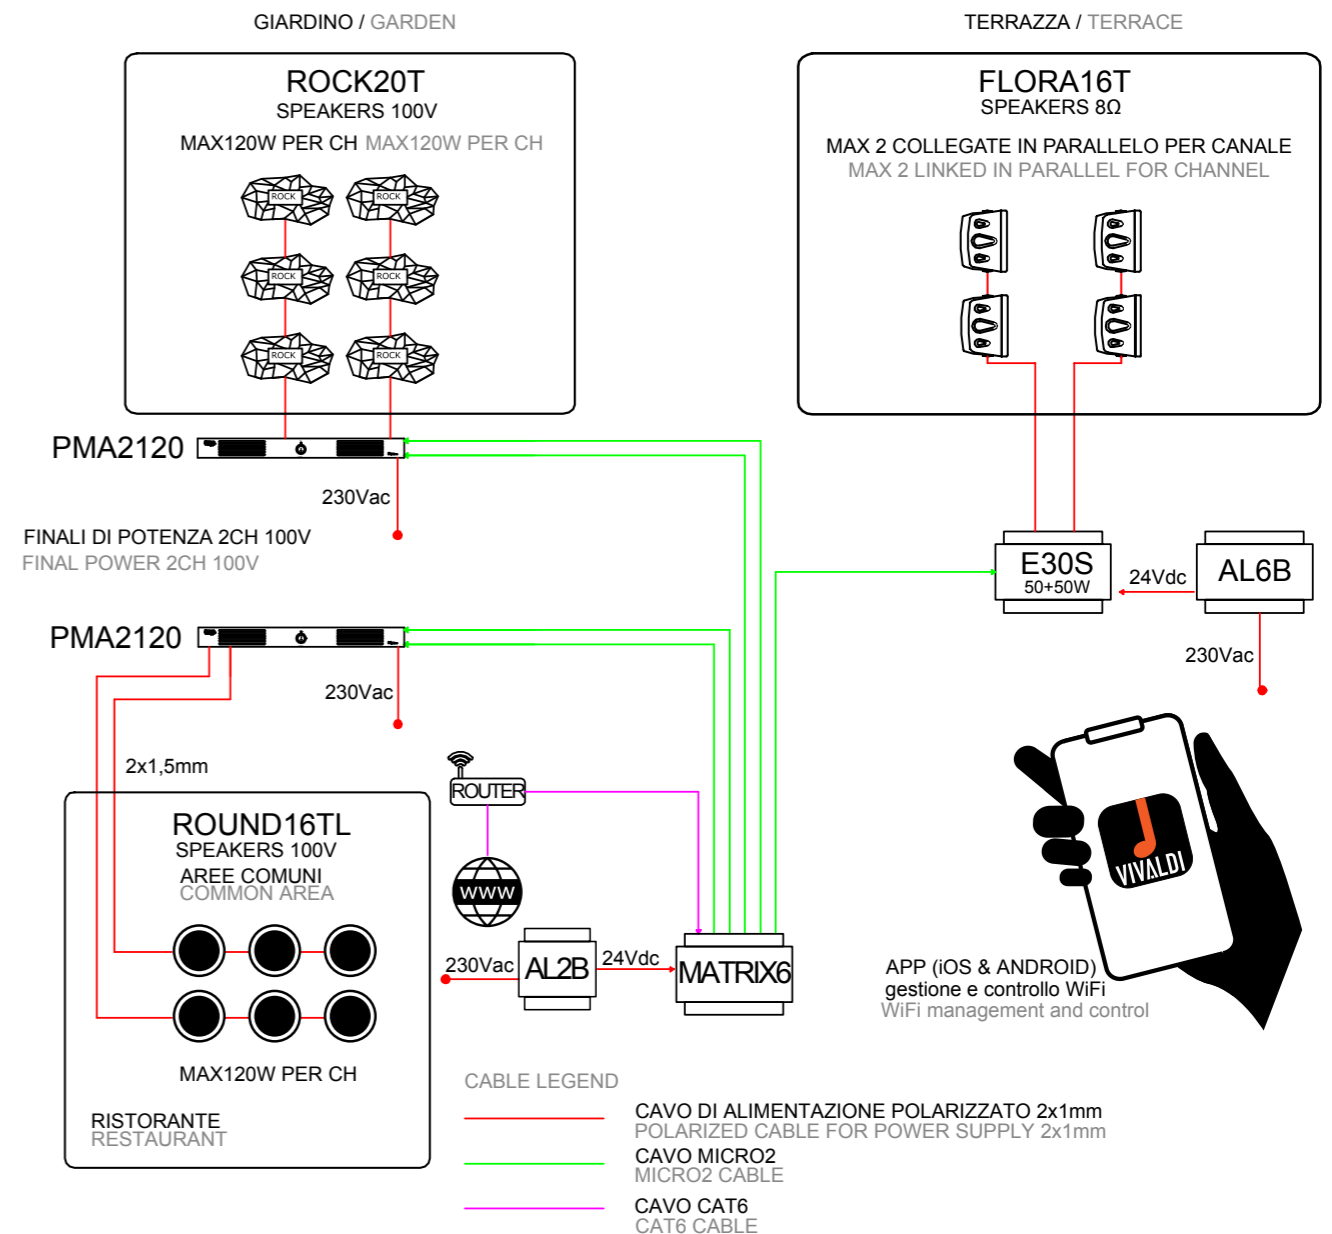 GIARDINO / GARDEN
TERRAZZA / TERRACE
ROCK20T
SPEAKERS 100V
MAX120W PER CH MAX120W PER CH
ROCK
ROCK
ROCK
ROCK
ROCK
ROCK
FLORA16T
SPEAKERS 8Ω
MAX 2 COLLEGATE IN PARALLELO PER CANALE
MAX 2 LINKED IN PARALLEL FOR CHANNEL
PMA2120
230Vac
FINALI DI POTENZA 2CH 100V
FINAL POWER 2CH 100V
E30S
50+50W
24Vdc
AL6B
230Vac
PMA2120
230Vac
2x1,5mm
ROUND16TL
SPEAKERS 100V
AREE COMUNI
COMMON AREA
MAX120W PER CH
RISTORANTE
RESTAURANT
ROUTER
WWW
230Vac
AL2B
24Vdc
MATRIX6
VIVALDI
APP (iOS & ANDROID)
gestione e controllo WiFi
WiFi management and control
CABLE LEGEND
CAVO DI ALIMENTAZIONE POLARIZZATO 2x1mm
POLARIZED CABLE FOR POWER SUPPLY 2x1mm
CAVO MICRO2
MICRO2 CABLE
CAVO CAT6
CAT6 CABLE